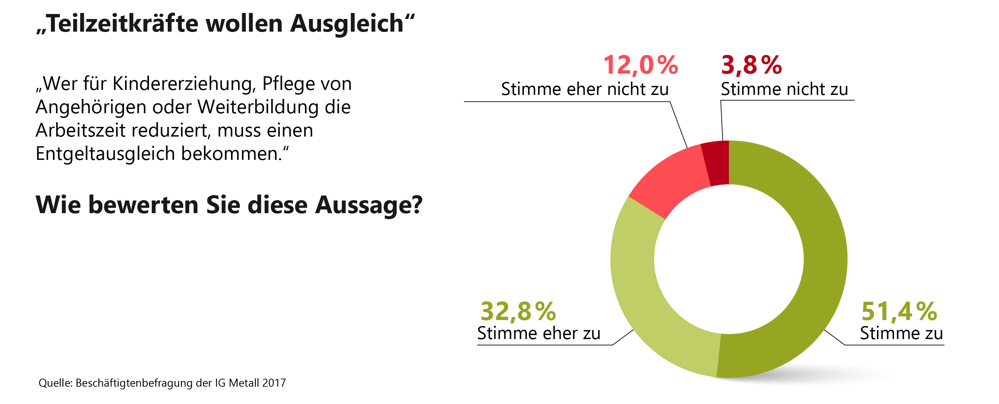 „Teilzeitkräfte wollen Ausgleich“
„Wer für Kindererziehung, Pflege von
Angehörigen oder Weiterbildung die
Arbeitszeit reduziert, muss einen
Entgeltausgleich bekommen.“
Wie bewerten Sie diese Aussage?
12,0 %
Stimme eher nicht zu
3,8 %
Stimme nicht zu
32,8 %
Stimme eher zu
51,4 %
Stimme zu
Quelle: Beschäftigtenbefragung der IG Metall 2017